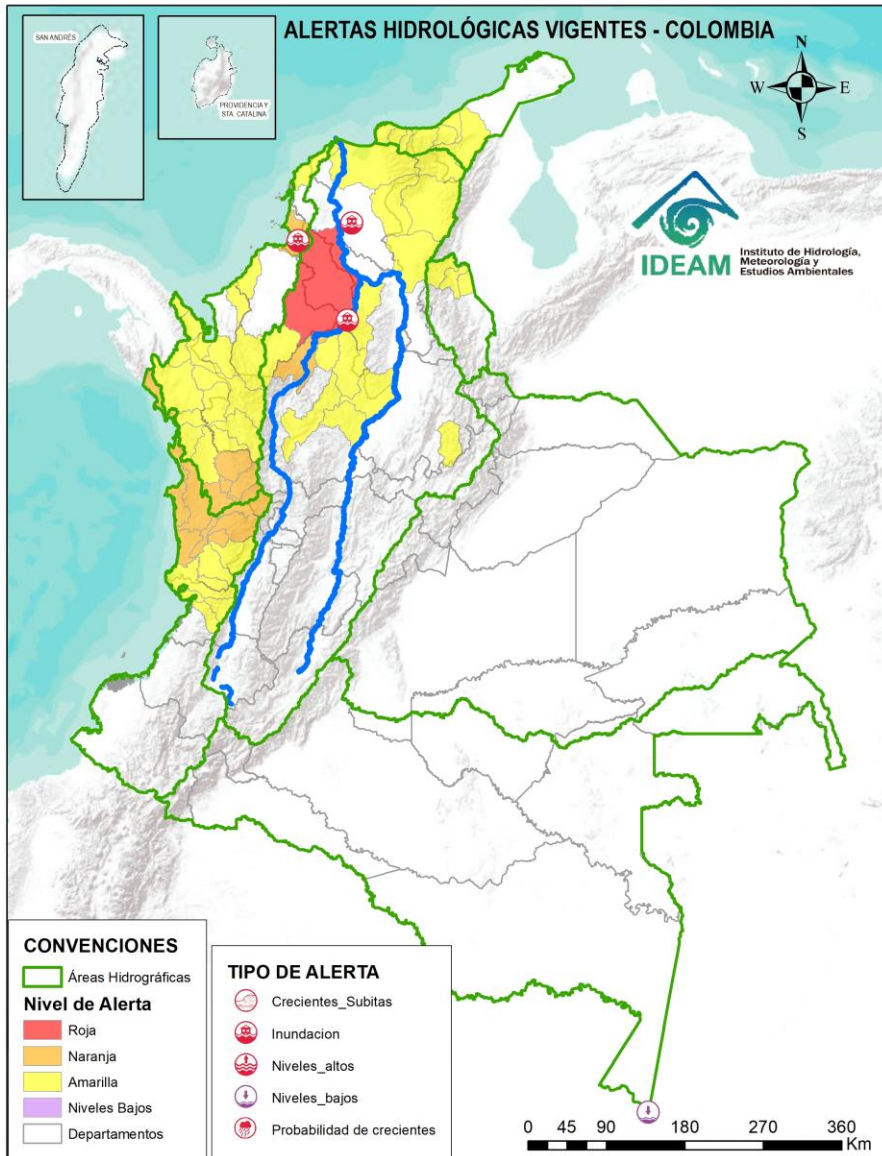 ALERTAS HIDROLÓGICAS VIGENTES - COLOMBIA
SAN ANDRÉS
PROVIDENCIA Y
STA. CATALINA
N
W
E
S
IDEAM
Instituto de Hidrología,
Meteorología y
Estudios Ambientales
CONVENCIONES
Áreas Hidrográficas
Nivel de Alerta
Roja
Naranja
Amarilla
Niveles Bajos
Departamentos
TIPO DE ALERTA
Crecientes_Subitas
Inundacion
Niveles_altos
Niveles_bajos
Probabilidad de crecientes
0 45 90 180 270 360
Km